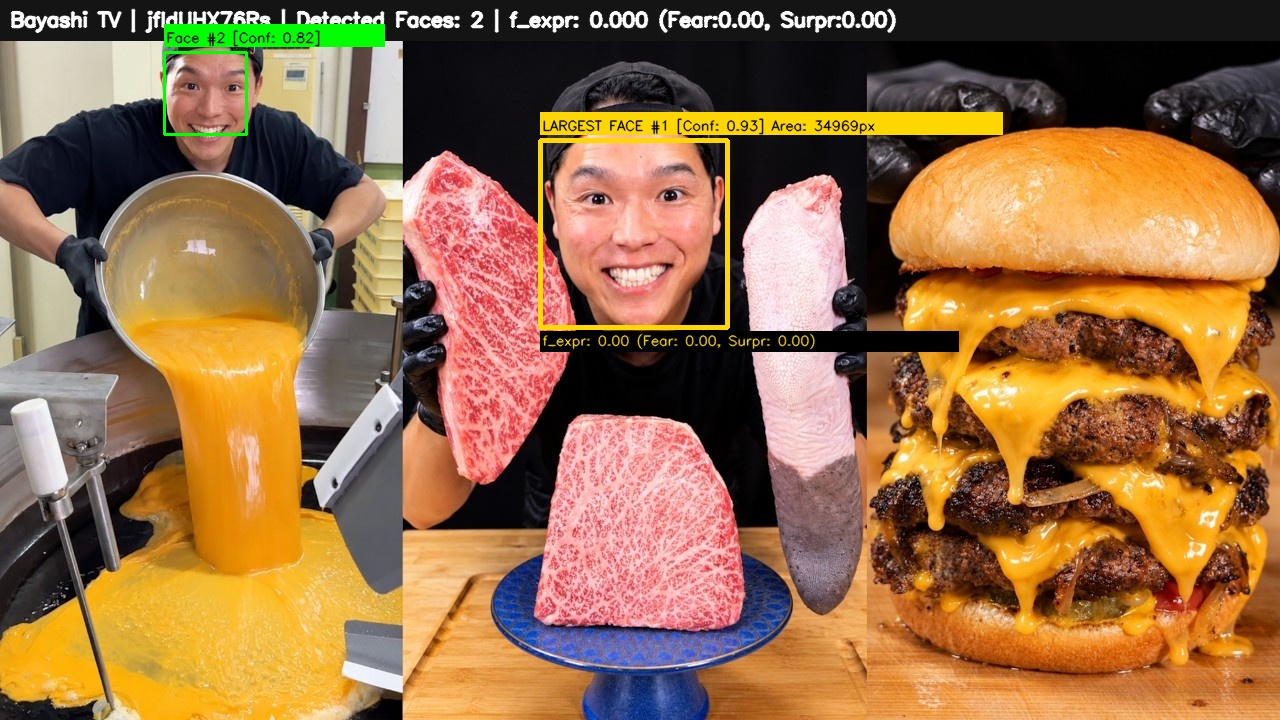 Bayashi TV | jfIdUHX76Rs | Detected Faces: 2 | f_expr: 0.000 (Fear:0.00, Surpr:0.00)
Face #2 [Conf: 0.82]
LARGEST FACE #1 [Conf: 0.93] Area: 34969px
f_expr: 0.00 (Fear: 0.00, Surpr: 0.00)